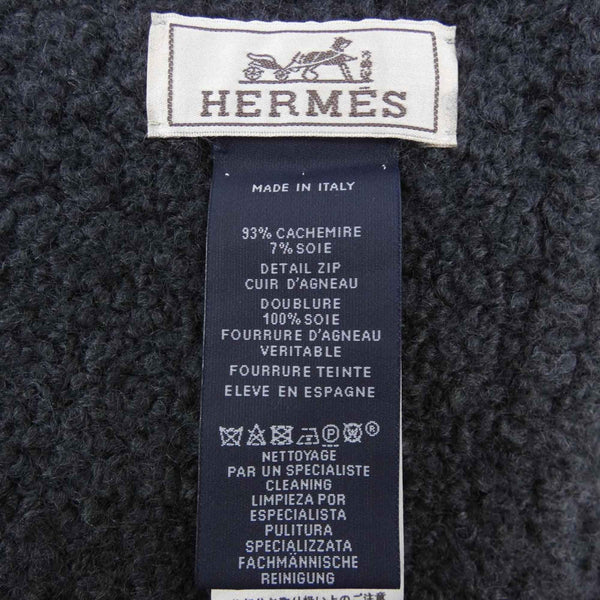 HERMES
MADE IN ITALY
93% CACHEMIRE
7% SOIE
DETAIL ZIP
CUIR D'AGNEAU
DOUBLURE
100% SOIE
FOURRURE D'AGNEAU
VERITABLE
FOURRURE TEINTE
ELEVE EN ESPAGNE
NETTOYAGE
PAR UN SPECIALISTE
CLEANING
LIMPIEZA POR
ESPECIALISTA
PULITURA
SPECIALIZZATA
FACHMÄNNISCHE
REINIGUNG